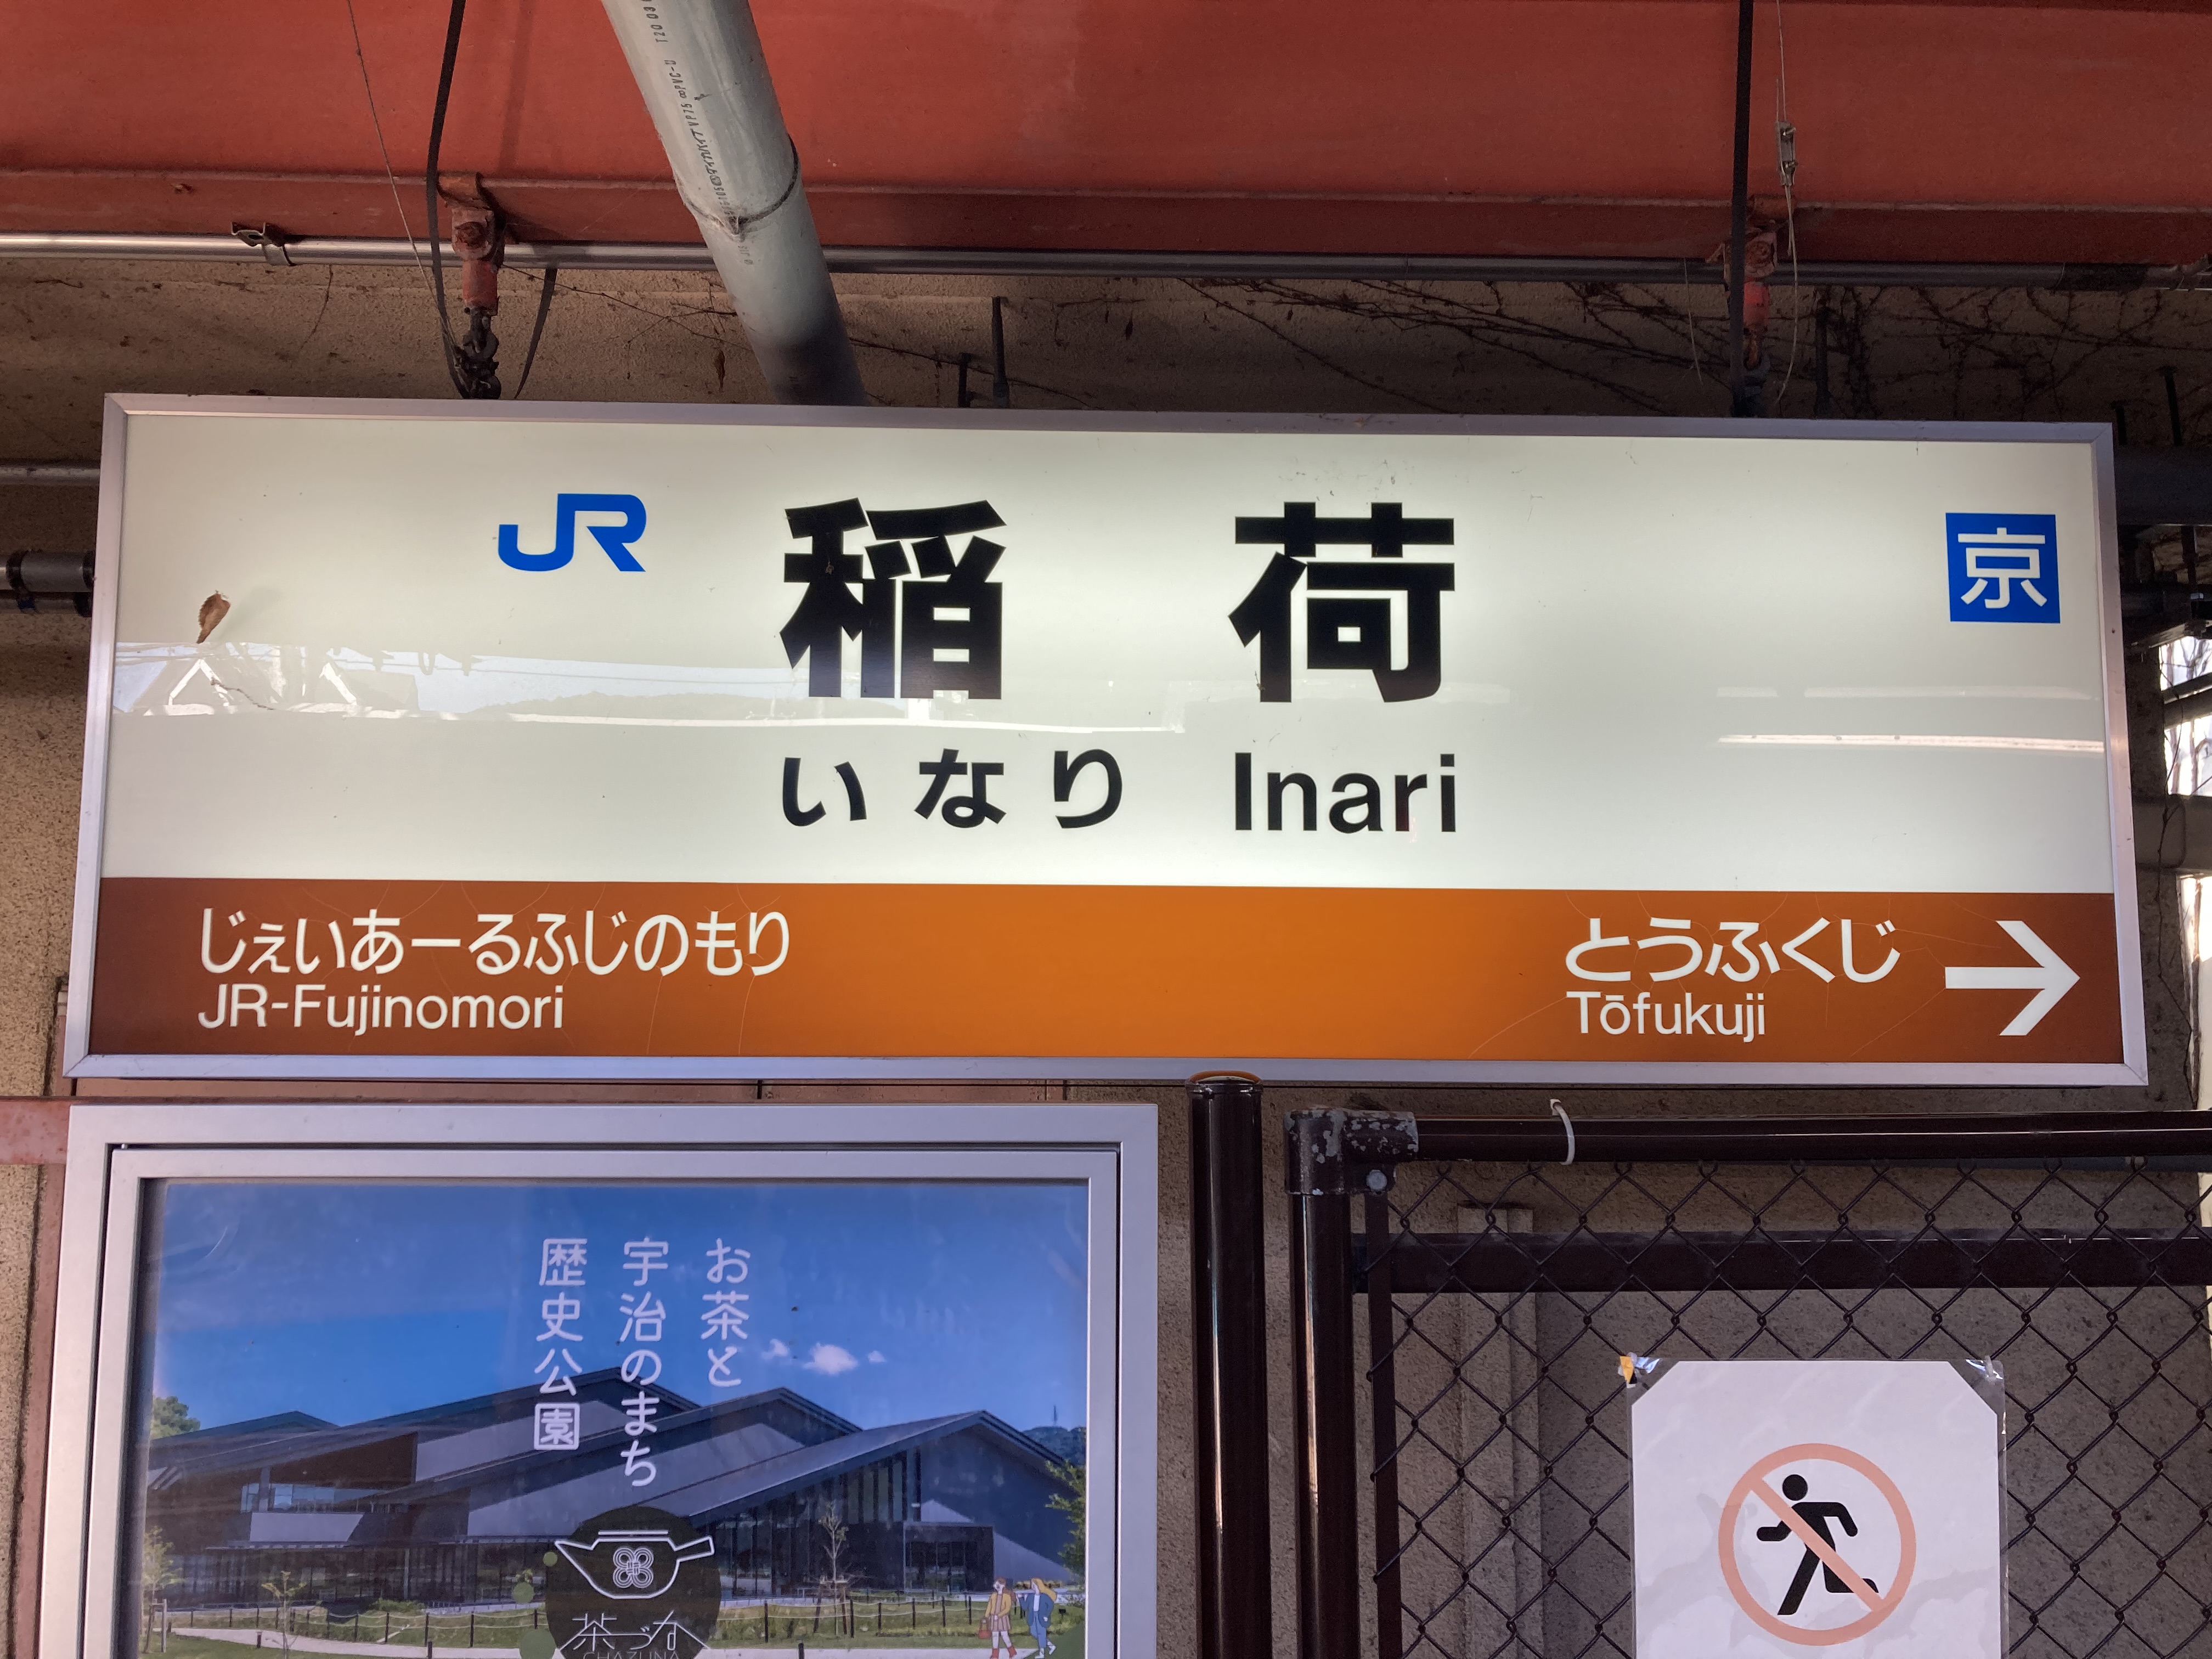 JR
稲荷
京
いなり Inari
じぇいあーるふじのもり
JR-Fujinomori
とうふくじ
Tōfukuji
お茶と
宇治のまち
歴史公園
茶づな
CHAZUNA